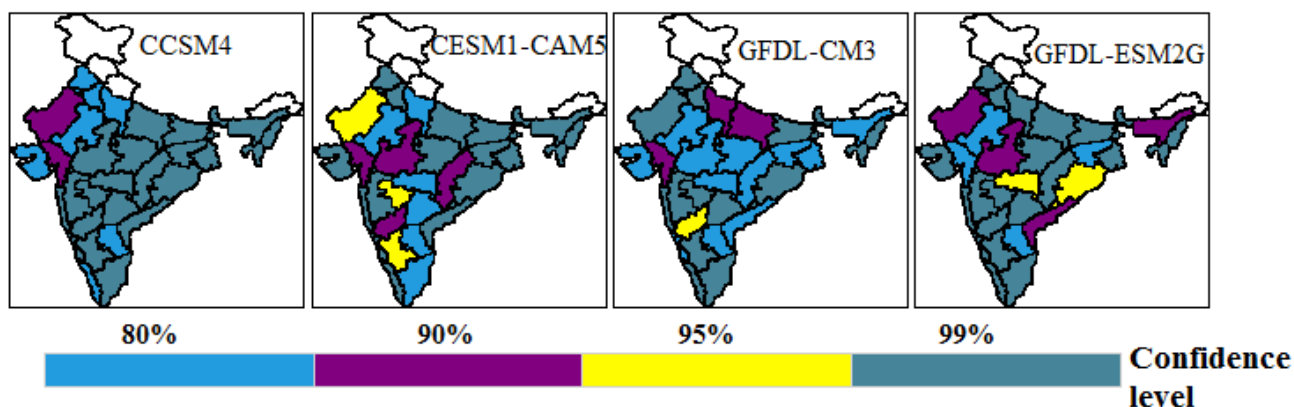 CCSM4
CESM1-CAM5
GFDL-CM3
GFDL-ESM2G
80%
90%
95%
99%
Confidence
level